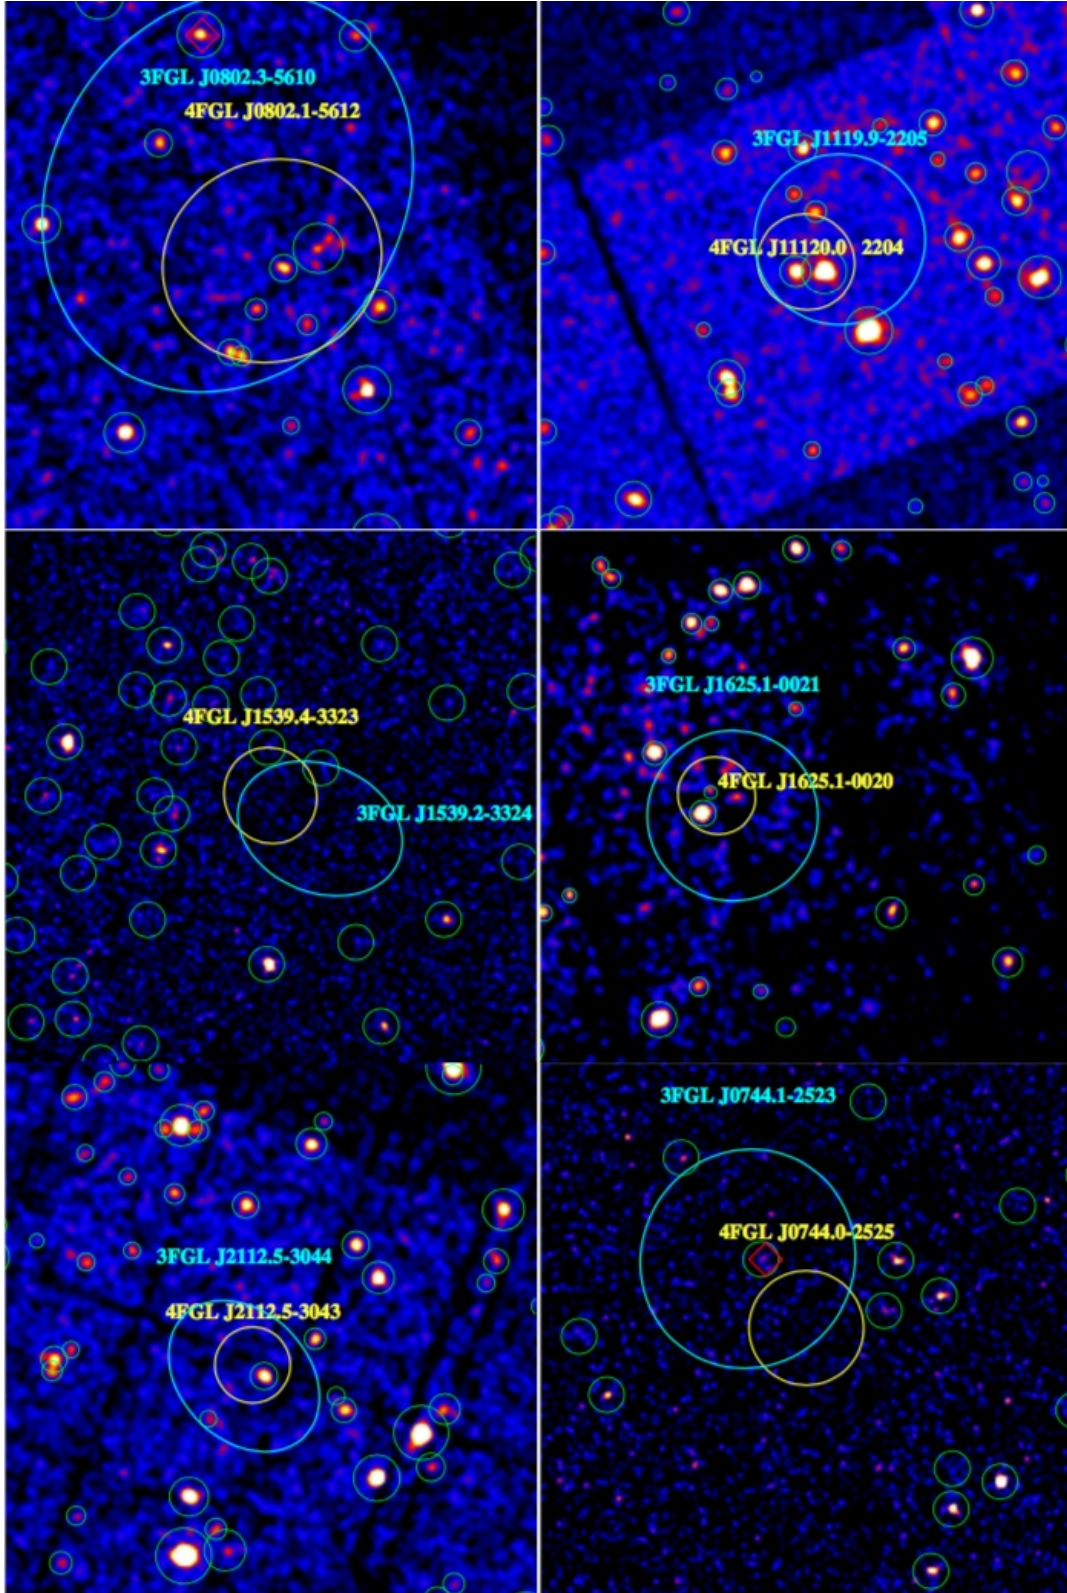 3FGL J0802.3-5610
4FGL J0802.1-5612
3FGL J1119.9-2205
4FGL J11120.0 2204
4FGL J1539.4-3323
3FGL J1539.2-3324
3FGL J1625.1-0021
4FGL J1625.1-0020
3FGL J2112.5-3044
4FGL J2112.5-3043
3FGL J0744.1-2523
4FGL J0744.0-2525